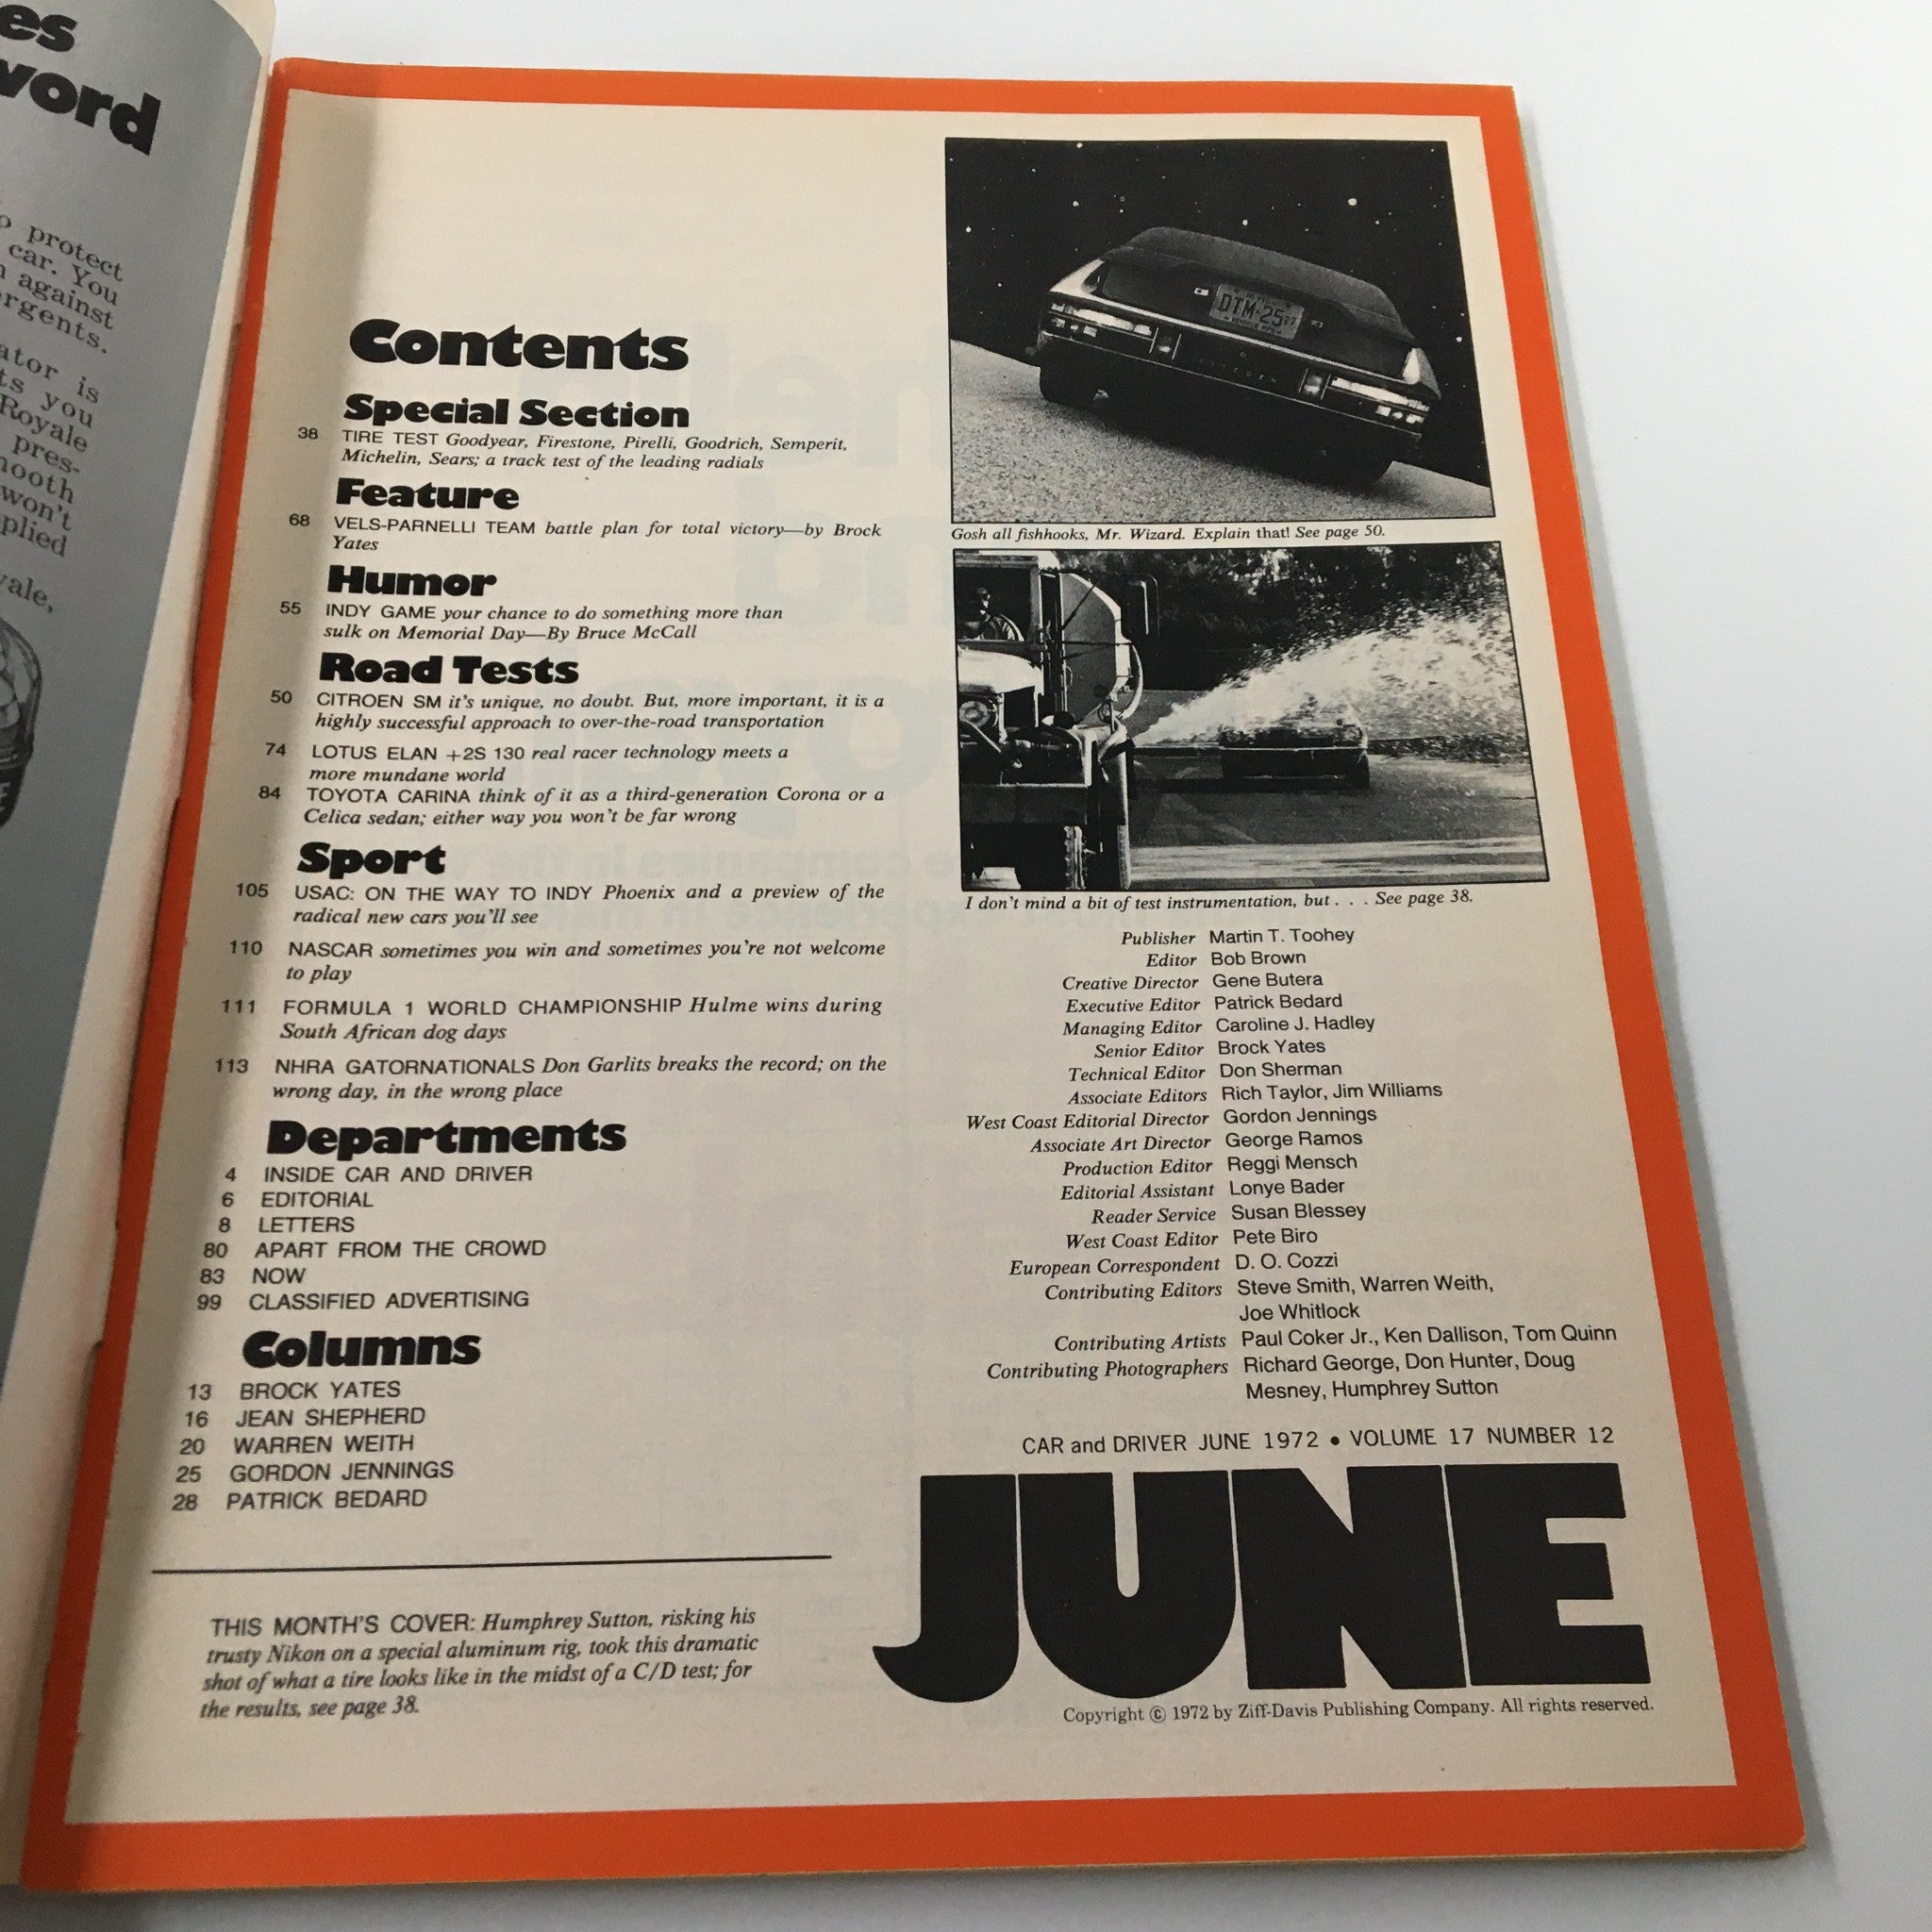 es
word
protect
car. You
against
ergents.
ator is
ts you
Royale
pres-
nooth
won't
plied
yale,
Contents
Special Section
38 TIRE TEST Goodyear, Firestone, Pirelli, Goodrich, Semperit,
Michelin, Sears; a track test of the leading radials
Feature
68 VELS-PARNELLI TEAM battle plan for total victory—by Brock
Yates
Humor
55 INDY GAME your chance to do something more than
sulk on Memorial Day—By Bruce McCall
Road Tests
50 CITROEN SM it's unique, no doubt. But, more important, it is a
highly successful approach to over-the-road transportation
74 LOTUS ELAN +2S 130 real racer technology meets a
more mundane world
84 TOYOTA CARINA think of it as a third-generation Corona or a
Celica sedan; either way you won't be far wrong
Sport
105 USAC: ON THE WAY TO INDY Phoenix and a preview of the
radical new cars you'll see
110 NASCAR sometimes you win and sometimes you're not welcome
to play
111 FORMULA 1 WORLD CHAMPIONSHIP Hulme wins during
South African dog days
113 NHRA GATORNATIONALS Don Garlits breaks the record; on the
wrong day, in the wrong place
Departments
4 INSIDE CAR AND DRIVER
6 EDITORIAL
8 LETTERS
80 APART FROM THE CROWD
83 NOW
99 CLASSIFIED ADVERTISING
Columns
13 BROCK YATES
16 JEAN SHEPHERD
20 WARREN WEITH
25 GORDON JENNINGS
28 PATRICK BEDARD
THIS MONTH'S COVER: Humphrey Sutton, risking his
trusty Nikon on a special aluminum rig, took this dramatic
shot of what a tire looks like in the midst of a C/D test; for
the results, see page 38.
DTM·25
CITROEN
Gosh all fishhooks, Mr. Wizard. Explain that! See page 50.
I don't mind a bit of test instrumentation, but . . . See page 38.
Publisher Martin T. Toohey
Editor Bob Brown
Creative Director Gene Butera
Executive Editor Patrick Bedard
Managing Editor Caroline J. Hadley
Senior Editor Brock Yates
Technical Editor Don Sherman
Associate Editors Rich Taylor, Jim Williams
West Coast Editorial Director Gordon Jennings
Associate Art Director George Ramos
Production Editor Reggi Mensch
Editorial Assistant Lonye Bader
Reader Service Susan Blessey
West Coast Editor Pete Biro
European Correspondent D. O. Cozzi
Contributing Editors Steve Smith, Warren Weith,
Joe Whitlock
Contributing Artists Paul Coker Jr., Ken Dallison, Tom Quinn
Contributing Photographers Richard George, Don Hunter, Doug
Mesney, Humphrey Sutton
CAR and DRIVER JUNE 1972 • VOLUME 17 NUMBER 12
JUNE
Copyright © 1972 by Ziff-Davis Publishing Company. All rights reserved.